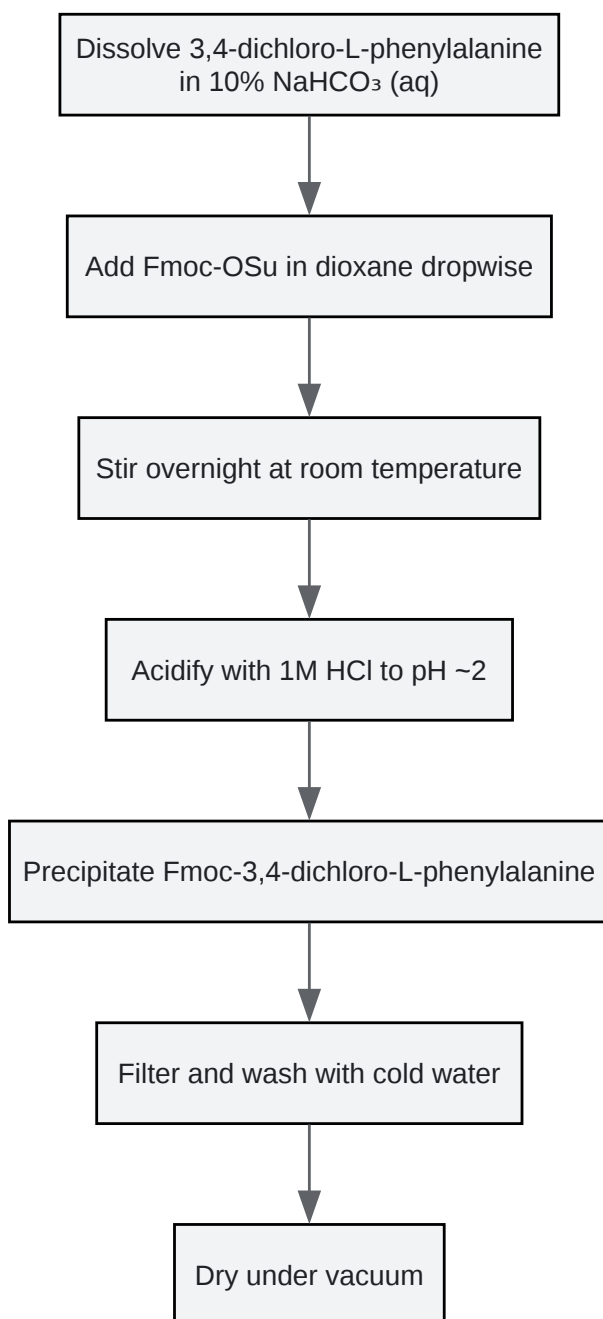 Dissolve 3,4-dichloro-L-phenylalanine
in 10% NaHCO₃ (aq)
Add Fmoc-OSu in dioxane dropwise
Stir overnight at room temperature
Acidify with 1M HCl to pH ~2
Precipitate Fmoc-3,4-dichloro-L-phenylalanine
Filter and wash with cold water
Dry under vacuum